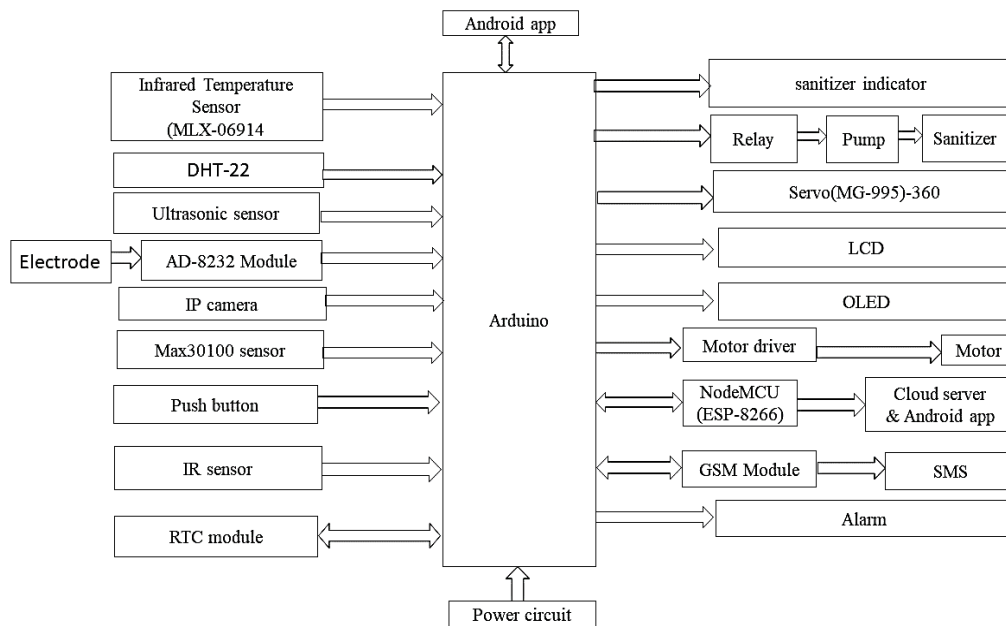 Android app
Infrared Temperature
Sensor
(MLX-06914
DHT-22
Ultrasonic sensor
Electrode
AD-8232 Module
IP camera
Max30100 sensor
Push button
IR sensor
RTC module
Arduino
Power circuit
sanitizer indicator
Relay
Pump
Sanitizer
Servo(MG-995)-360
LCD
OLED
Motor driver
Motor
NodeMCU
(ESP-8266)
Cloud server
& Android app
GSM Module
SMS
Alarm